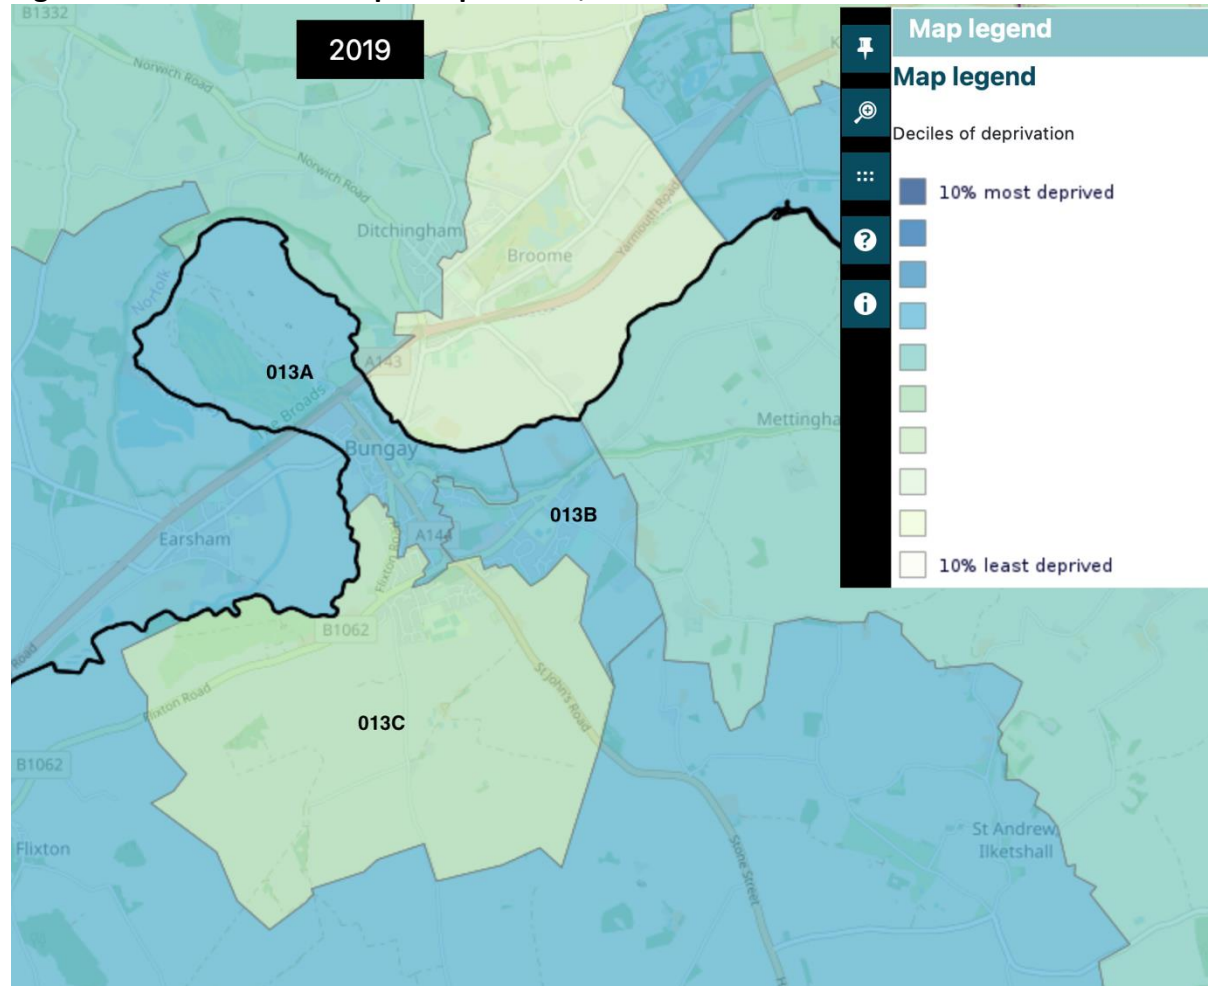 2019
Map legend
Map legend
Deciles of deprivation
10% most deprived
10% least deprived
B1332
Norwich Road
Norwich Road
Ditchingham
Broome
Yarmouth Road
Norfolk
A143
013A
The Broads
Bungay
Mettingha
013B
Earsham
A144
Flixton Road
B1062
Road
St John's Road
Flixton Road
013C
B1062
Flixton
Stone Street
St Andrew,
Ilketshall